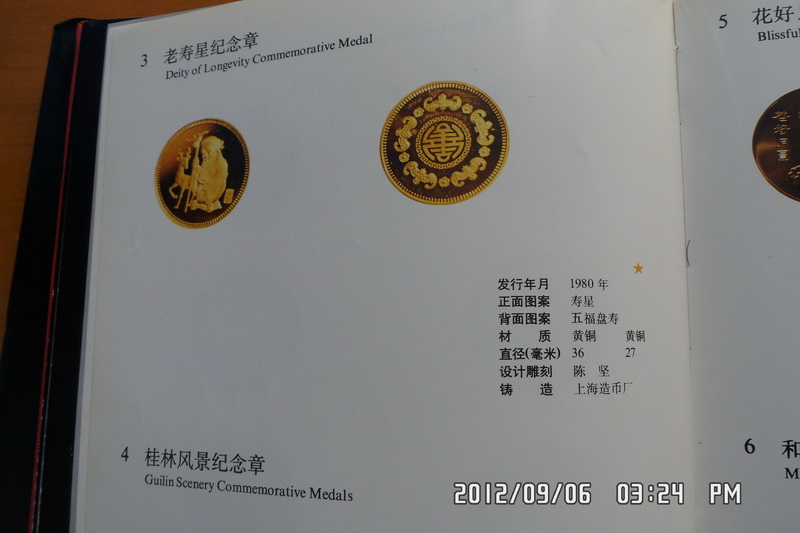 3 老寿星纪念章
Deity of Longevity Commemorative Medal
发行年月 1980 年
正面图案 寿星
背面图案 五福盘寿
材 质 黄铜 黄铜
直径(毫米) 36 27
设计雕刻 陈 坚
铸 造 上海造币厂
4 桂林风景纪念章
Guilin Scenery Commemorative Medals
5 花好
Blissful
6 和
M
2012/09/06 03:24 PM